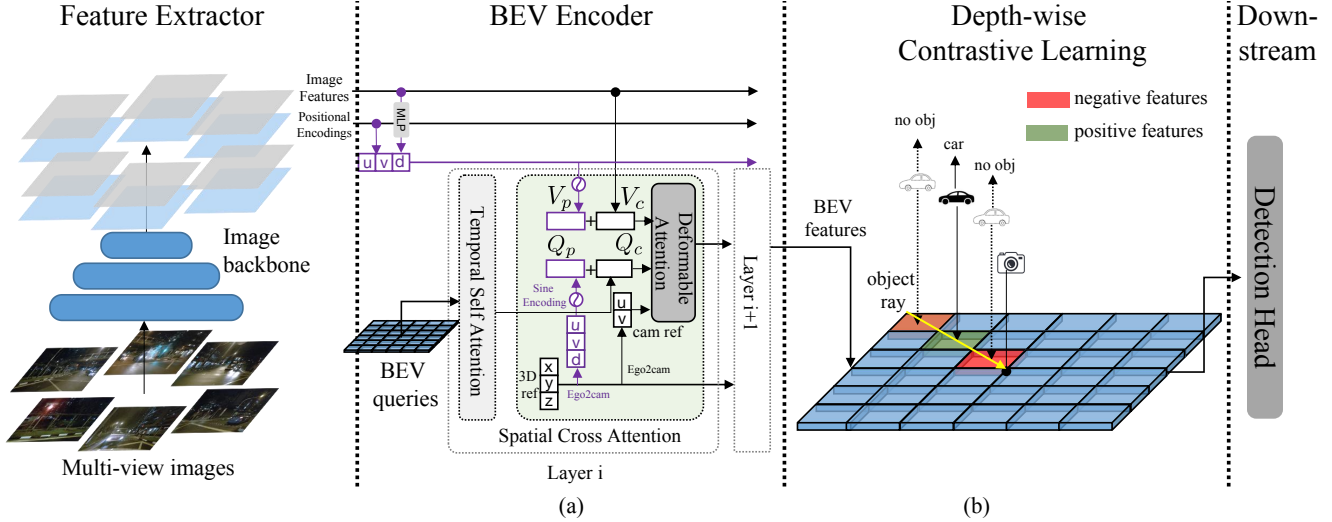 Feature Extractor
BEV Encoder
Depth-wise
Contrastive Learning
Down-
stream
Image
Features
Positional
Encodings
MLP
u v d
Image
backbone
Multi-view images
BEV
queries
Temporal Self Attention
V_p
+
V_c
Q_p
+
Q_c
Deformable
Attention
Sine
Encoding
u
v
d
u
v
cam ref
3D
ref
x
y
z
Ego2cam
Ego2cam
Spatial Cross Attention
Layer i
Layer i+1
(a)
BEV
features
negative features
positive features
no obj
car
no obj
object
ray
(b)
Detection Head